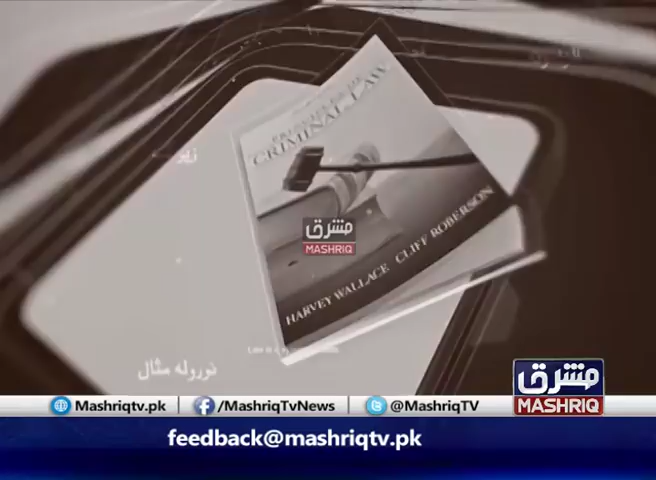 زیر
CRIMINAL LAW
HARVEY WALLACE CLIFF ROBERSON
مشرق
MASHRIQ
نوروله مثال
مشرق
MASHRIQ
Mashriqtv.pk
/MashriqTvNews
@MashriqTV
feedback@mashriqtv.pk